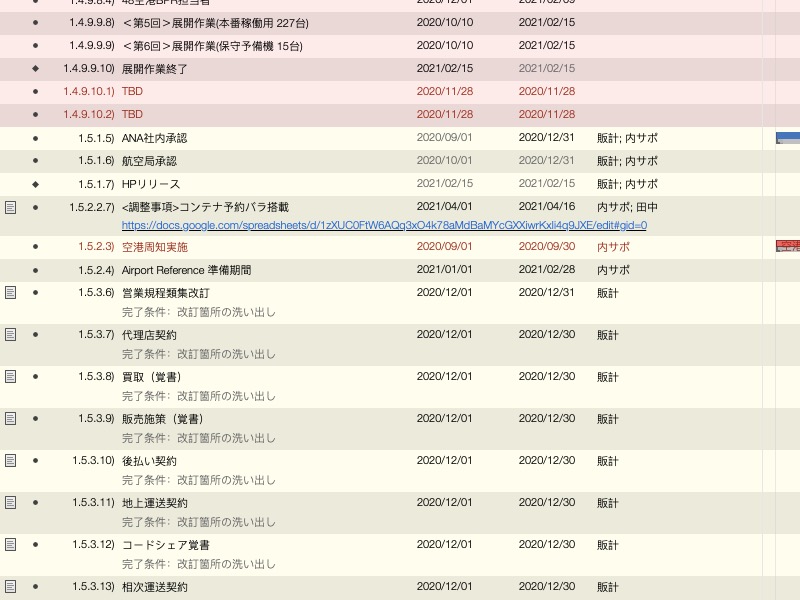 1.4.9.8.4) 48空港BPR担当者 2020/12/01 2021/02/09
1.4.9.9.8) ＜第5回＞展開作業(本番稼働用 227台) 2020/10/10 2021/02/15
1.4.9.9.9) ＜第6回＞展開作業(保守予備機 15台) 2020/10/10 2021/02/15
1.4.9.9.10) 展開作業終了 2021/02/15 2021/02/15
1.4.9.10.1) TBD 2020/11/28 2020/11/28
1.4.9.10.2) TBD 2020/11/28 2020/11/28
1.5.1.5) ANA社内承認 2020/09/01 2020/12/31 販計; 内サポ
1.5.1.6) 航空局承認 2020/10/01 2020/12/31 販計; 内サポ
1.5.1.7) HPリリース 2021/02/15 2021/02/15 販計; 内サポ
1.5.2.2.7) <調整事項>コンテナ予約バラ搭載 2021/04/01 2021/04/16 内サポ; 田中
https://docs.google.com/spreadsheets/d/1zXUC0FtW6AQq3xO4k78aMdBaMYcGXXiwrKxli4q9JXE/edit#gid=0
1.5.2.3) 空港周知実施 2020/09/01 2020/09/30 内サポ
1.5.2.4) Airport Reference 準備期間 2021/01/01 2021/02/28 内サポ
1.5.3.6) 営業規程類集改訂 2020/12/01 2020/12/31 販計
完了条件：改訂箇所の洗い出し
1.5.3.7) 代理店契約 2020/12/01 2020/12/30 販計
完了条件：改訂箇所の洗い出し
1.5.3.8) 買取（覚書） 2020/12/01 2020/12/30 販計
完了条件：改訂箇所の洗い出し
1.5.3.9) 販売施策（覚書） 2020/12/01 2020/12/30 販計
完了条件：改訂箇所の洗い出し
1.5.3.10) 後払い契約 2020/12/01 2020/12/30 販計
完了条件：改訂箇所の洗い出し
1.5.3.11) 地上運送契約 2020/12/01 2020/12/30 販計
完了条件：改訂箇所の洗い出し
1.5.3.12) コードシェア覚書 2020/12/01 2020/12/30 販計
完了条件：改訂箇所の洗い出し
1.5.3.13) 相次運送契約 2020/12/01 2020/12/30 販計